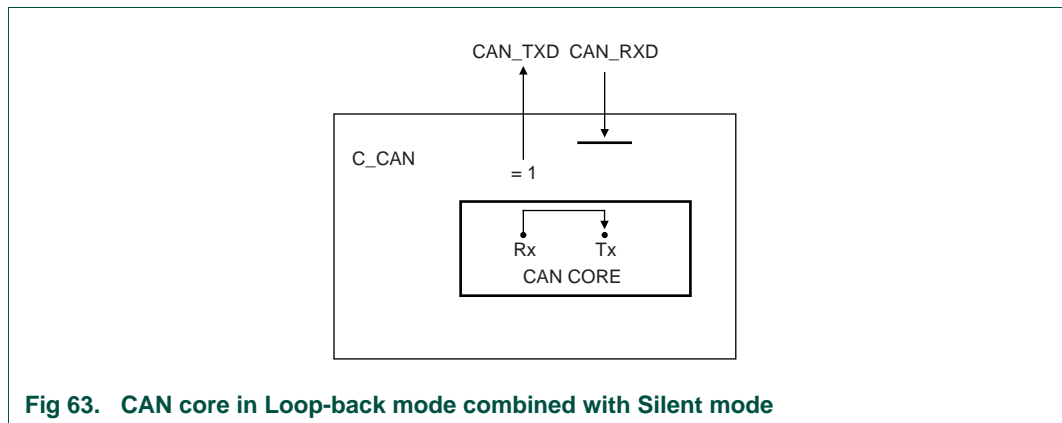 CAN_TXD CAN_RXD
C_CAN
= 1
Rx Tx
CAN CORE
Fig 63. CAN core in Loop-back mode combined with Silent mode